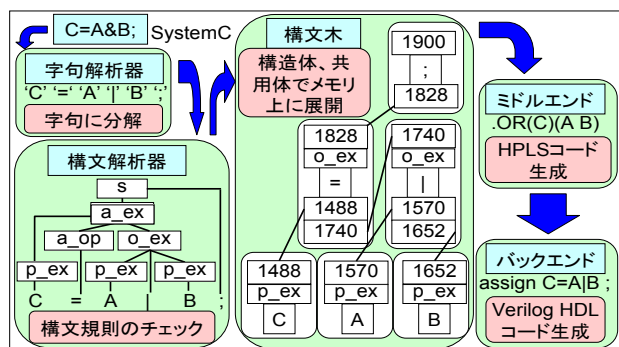 C=A&B;
SystemC
字句解析器
‘C’ ‘=’ ‘A’ ‘|’ ‘B’ ‘;’
字句に分解
構文解析器
s
a_ex
a_op
o_ex
p_ex
p_ex
p_ex
C = A | B ;
構文規則のチェック
構文木
構造体、共
用体でメモリ
上に展開
1900
;
1828
1828
o_ex
=
1488
1740
1740
o_ex
|
1570
1652
1488
p_ex
C
1570
p_ex
A
1652
p_ex
B
ミドルエンド
.OR(C)(A B)
HPLSコード
生成
バックエンド
assign C=A|B ;
Verilog HDL
コード生成